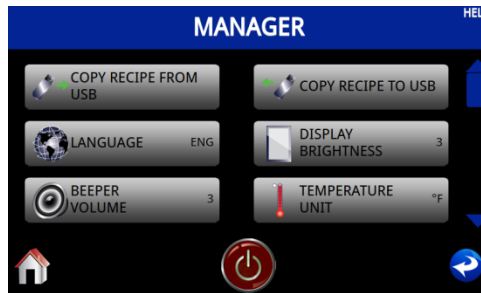 MANAGER
COPY RECIPE FROM
USB
COPY RECIPE TO USB
LANGUAGE ENG
DISPLAY
BRIGHTNESS 3
BEEPER
VOLUME 3
TEMPERATURE
UNIT °F